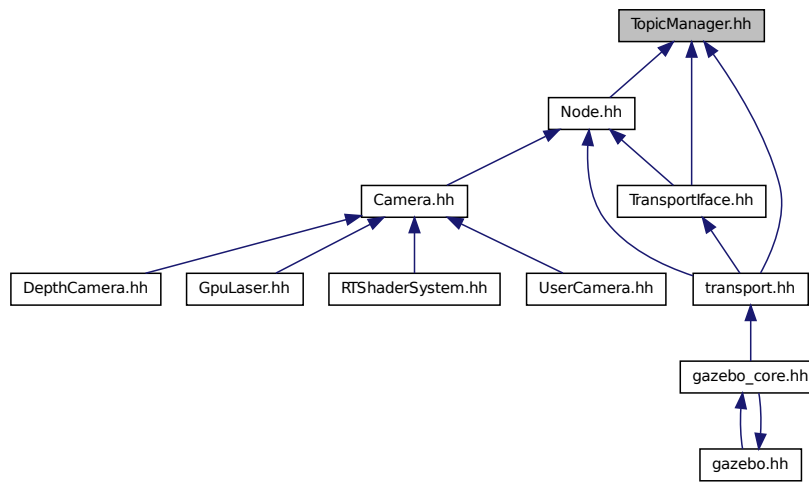 TopicManager.hh
Node.hh
Camera.hh
TransportIface.hh
DepthCamera.hh
GpuLaser.hh
RTShaderSystem.hh
UserCamera.hh
transport.hh
gazebo_core.hh
gazebo.hh